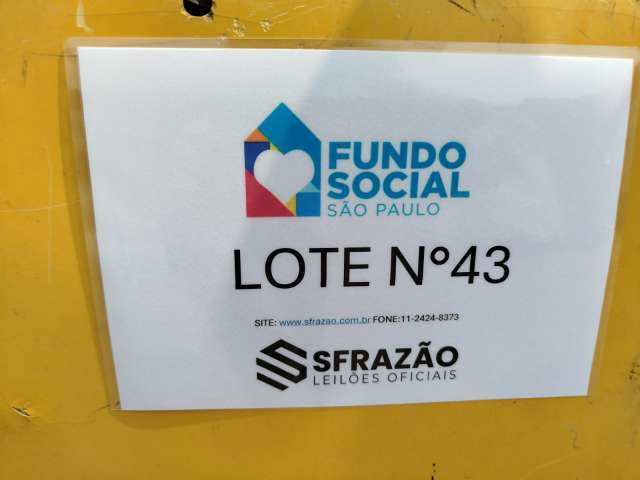 FUNDO
SOCIAL
SÃO PAULO
LOTE Nº43
SITE: www.sfrazao.com.br FONE:11-2424-8373
SFRAZÃO
LEILÕES OFICIAIS